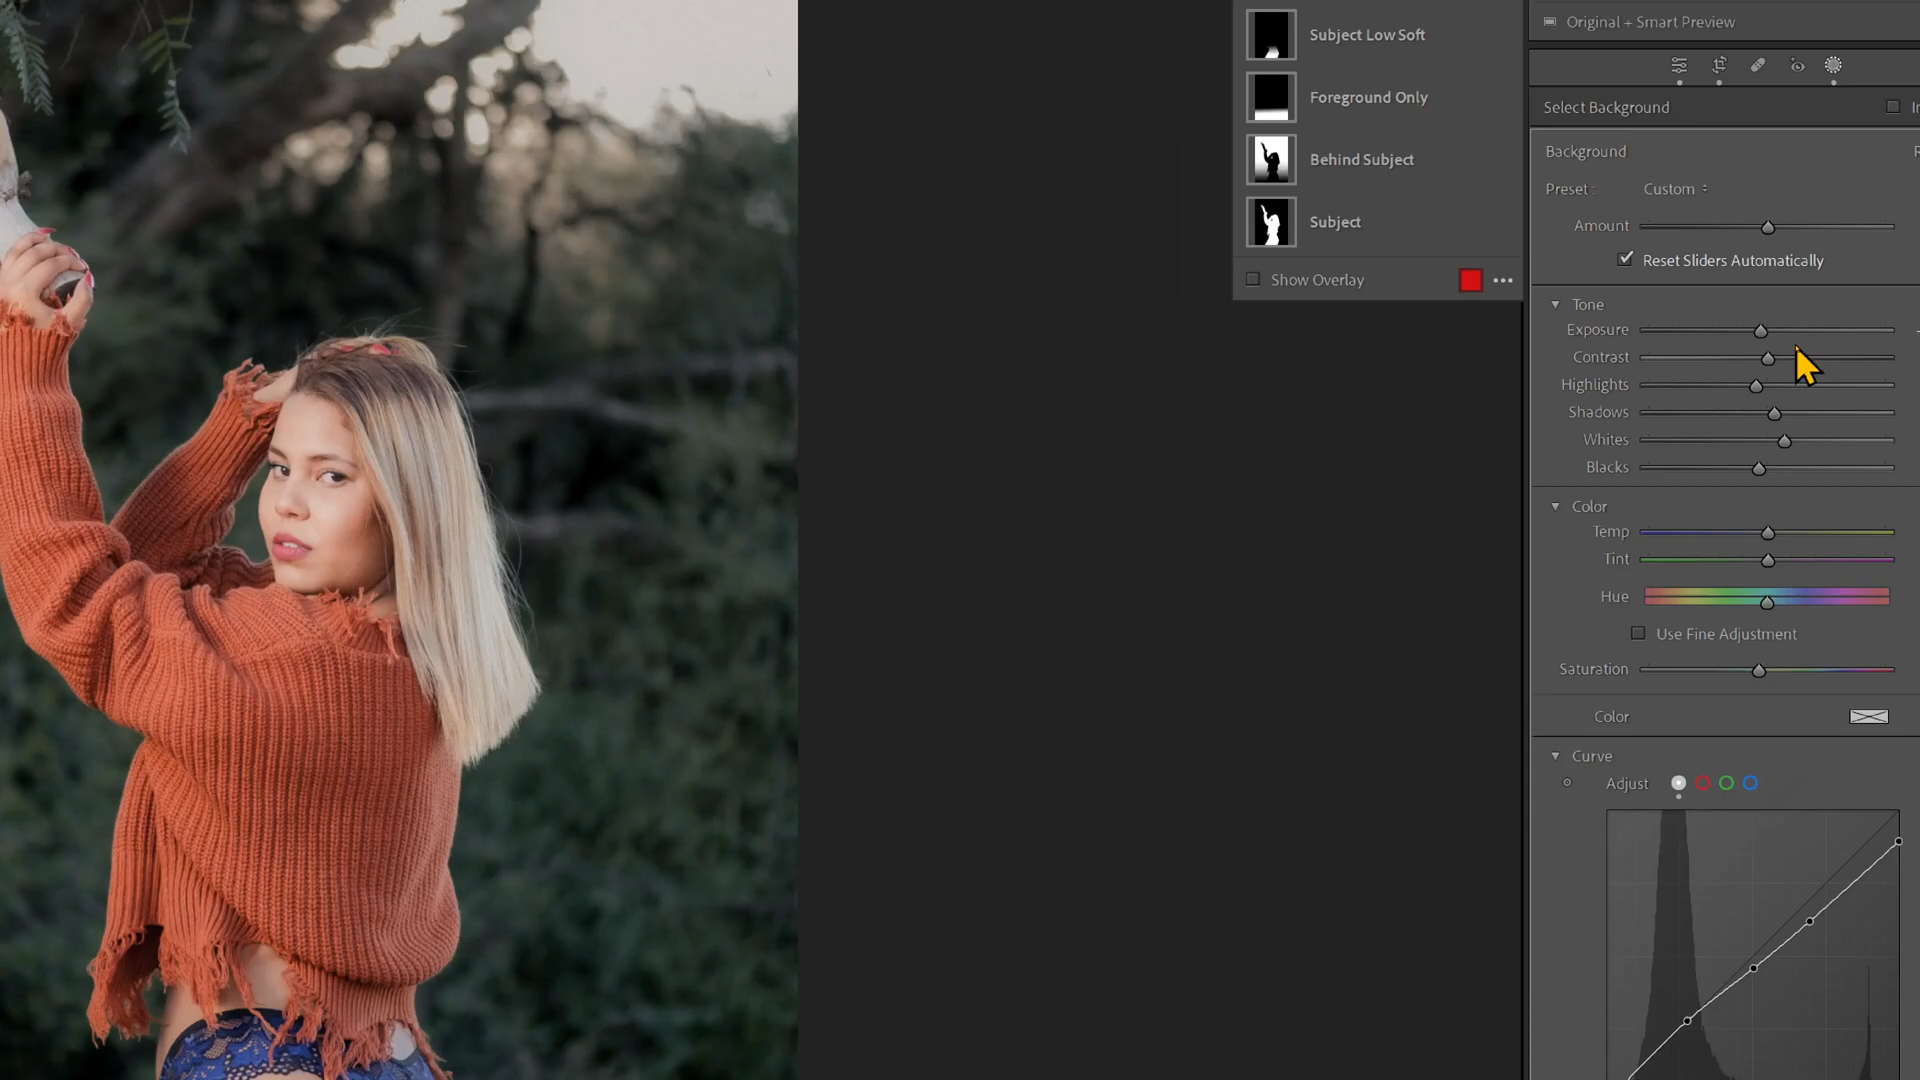 Subject Low Soft
Foreground Only
Behind Subject
Subject
Show Overlay
Original + Smart Preview
Select Background
Background
Preset : Custom
Amount
Reset Sliders Automatically
Tone
Exposure
Contrast
Highlights
Shadows
Whites
Blacks
Color
Temp
Tint
Hue
Use Fine Adjustment
Saturation
Color
Curve
Adjust